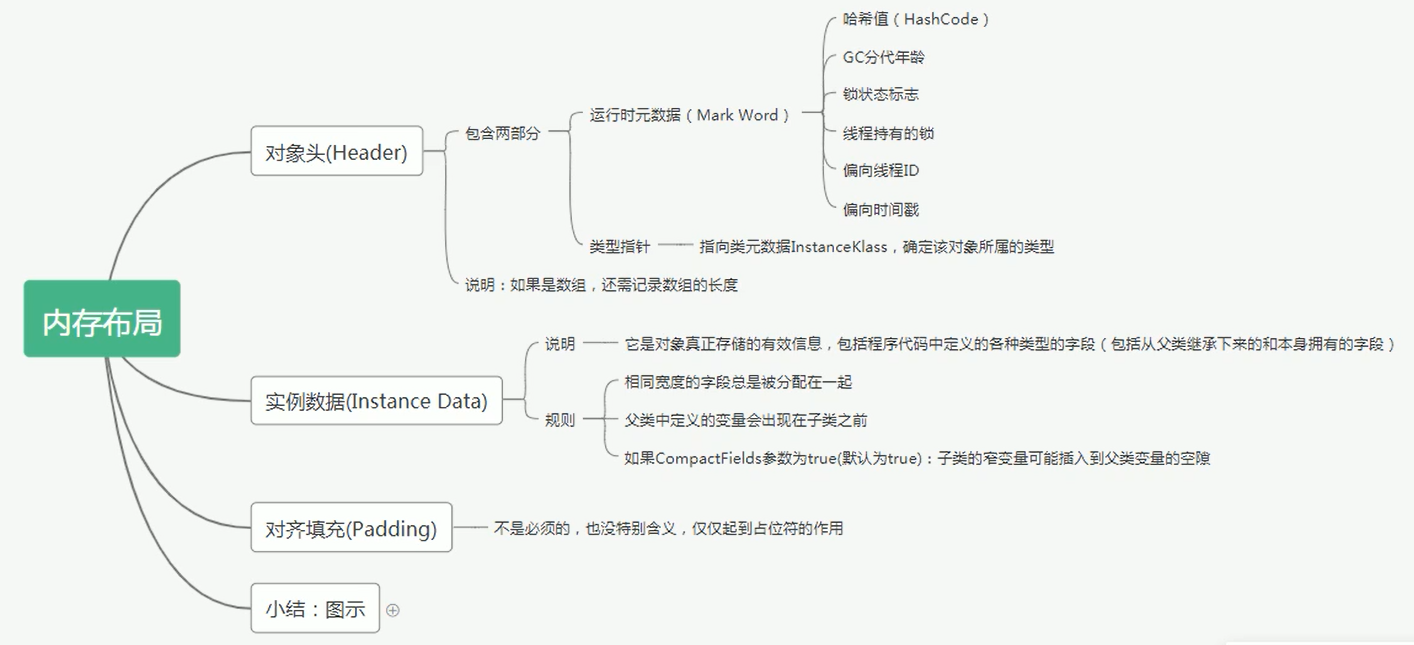 内存布局
对象头(Header)
包含两部分
运行时元数据（Mark Word）
哈希值（HashCode）
GC分代年龄
锁状态标志
线程持有的锁
偏向线程ID
偏向时间戳
类型指针
指向类元数据InstanceKlass，确定该对象所属的类型
说明：如果是数组，还需记录数组的长度
实例数据(Instance Data)
说明
它是对象真正存储的有效信息，包括程序代码中定义的各种类型的字段（包括从父类继承下来的和本身拥有的字段）
规则
相同宽度的字段总是被分配在一起
父类中定义的变量会出现在子类之前
如果CompactFields参数为true(默认为true)：子类的窄变量可能插入到父类变量的空隙
对齐填充(Padding)
不是必须的，也没特别含义，仅仅起到占位符的作用
小结：图示